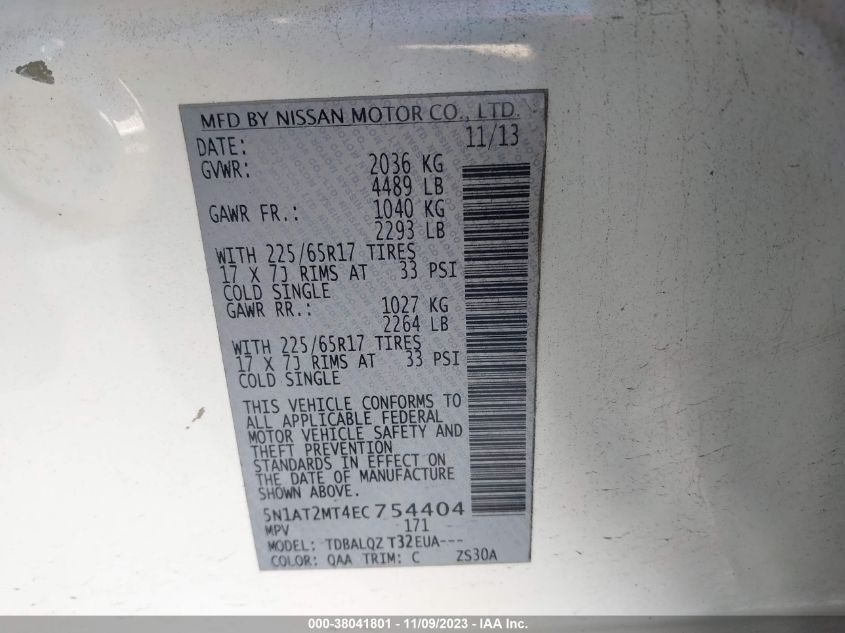 MFD BY NISSAN MOTOR CO., LTD.
DATE: 11/13
GVWR: 2036 KG
4489 LB
GAWR FR.: 1040 KG
2293 LB
WITH 225/65R17 TIRES
17 X 7J RIMS AT 33 PSI
COLD SINGLE
GAWR RR.: 1027 KG
2264 LB
WITH 225/65R17 TIRES
17 X 7J RIMS AT 33 PSI
COLD SINGLE
THIS VEHICLE CONFORMS TO
ALL APPLICABLE FEDERAL
MOTOR VEHICLE SAFETY AND
THEFT PREVENTION
STANDARDS IN EFFECT ON
THE DATE OF MANUFACTURE
SHOWN ABOVE.
5N1AT2MT4EC754404
MPV 171
MODEL: TDBALQZ T32EUA---
COLOR: QAA TRIM: C ZS30A
000-38041801 - 11/09/2023 - IAA Inc.